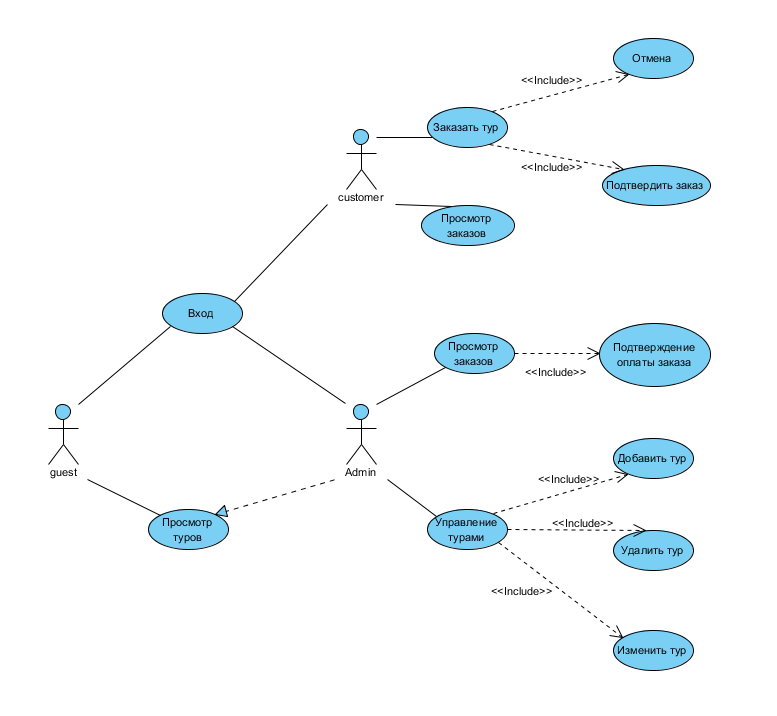 Отмена
<<Include>>
Заказать тур
<<Include>>
Подтвердить заказ
customer
Просмотр
заказов
Вход
Просмотр
заказов
<<Include>>
Подтверждение
оплаты заказа
guest
Admin
Просмотр
туров
Управление
турами
<<Include>>
Добавить тур
<<Include>>
Удалить тур
<<Include>>
Изменить тур